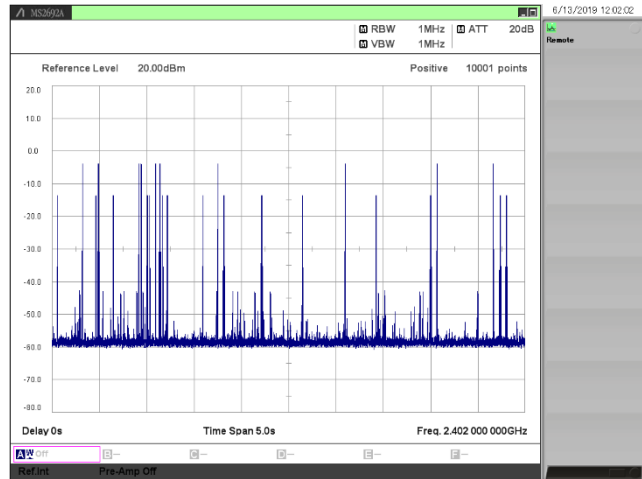 MS2692A
6/13/2019 12:02:02
RBW 1MHz ATT 20dB
VBW 1MHz
Remote
Reference Level 20.00dBm Positive 10001 points
20.0
10.0
0.0
-10.0
-20.0
-30.0
-40.0
-50.0
-60.0
-80.0
Delay 0s Time Span 5.0s Freq. 2.402 000 000GHz
A W Off B -- C -- D -- E -- F --
Ref.Int Pre-Amp Off